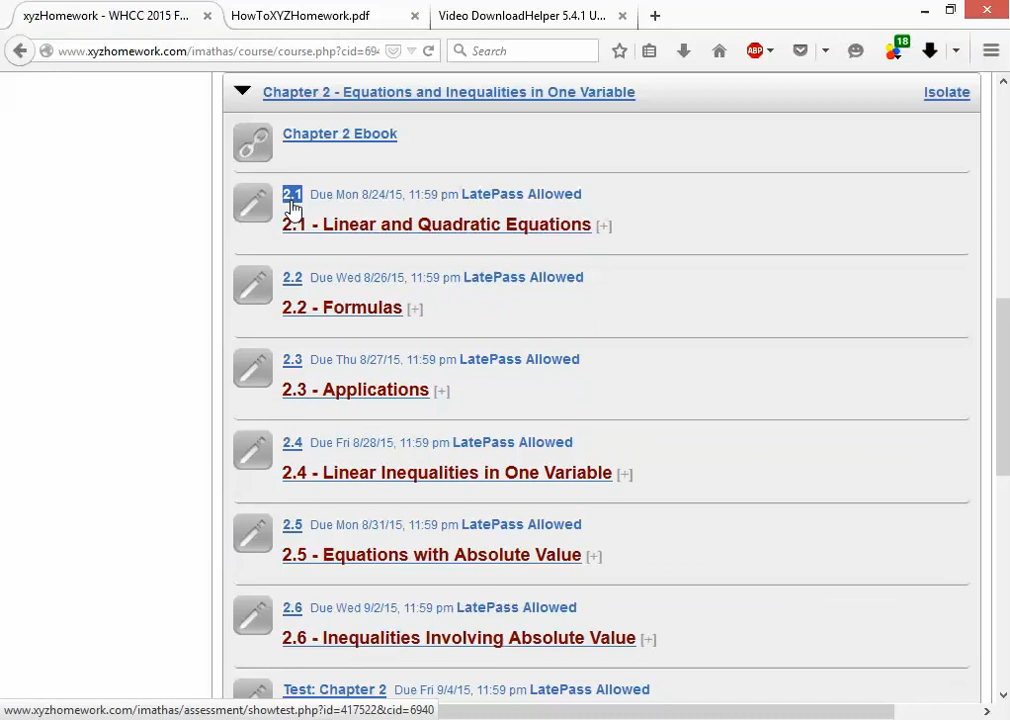 xyzHomework - WHCC 2015 F... × HowToXYZHomework.pdf × Video DownloadHelper 5.4.1 U... × +
www.xyzhomework.com/imathas/course/course.php?cid=694 Search ABP 18
Chapter 2 - Equations and Inequalities in One Variable Isolate
Chapter 2 Ebook
2.1 Due Mon 8/24/15, 11:59 pm LatePass Allowed
2.1 - Linear and Quadratic Equations [+]
2.2 Due Wed 8/26/15, 11:59 pm LatePass Allowed
2.2 - Formulas [+]
2.3 Due Thu 8/27/15, 11:59 pm LatePass Allowed
2.3 - Applications [+]
2.4 Due Fri 8/28/15, 11:59 pm LatePass Allowed
2.4 - Linear Inequalities in One Variable [+]
2.5 Due Mon 8/31/15, 11:59 pm LatePass Allowed
2.5 - Equations with Absolute Value [+]
2.6 Due Wed 9/2/15, 11:59 pm LatePass Allowed
2.6 - Inequalities Involving Absolute Value [+]
Test: Chapter 2 Due Fri 9/4/15, 11:59 pm LatePass Allowed
www.xyzhomework.com/imathas/assessment/showtest.php?id=417522&cid=6940